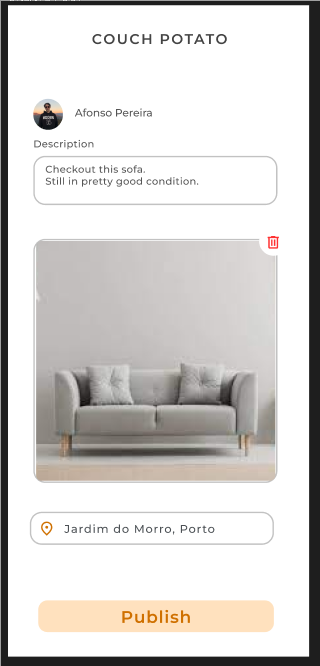 COUCH POTATO
Afonso Pereira
Description
Checkout this sofa.
Still in pretty good condition.
Jardim do Morro, Porto
Publish